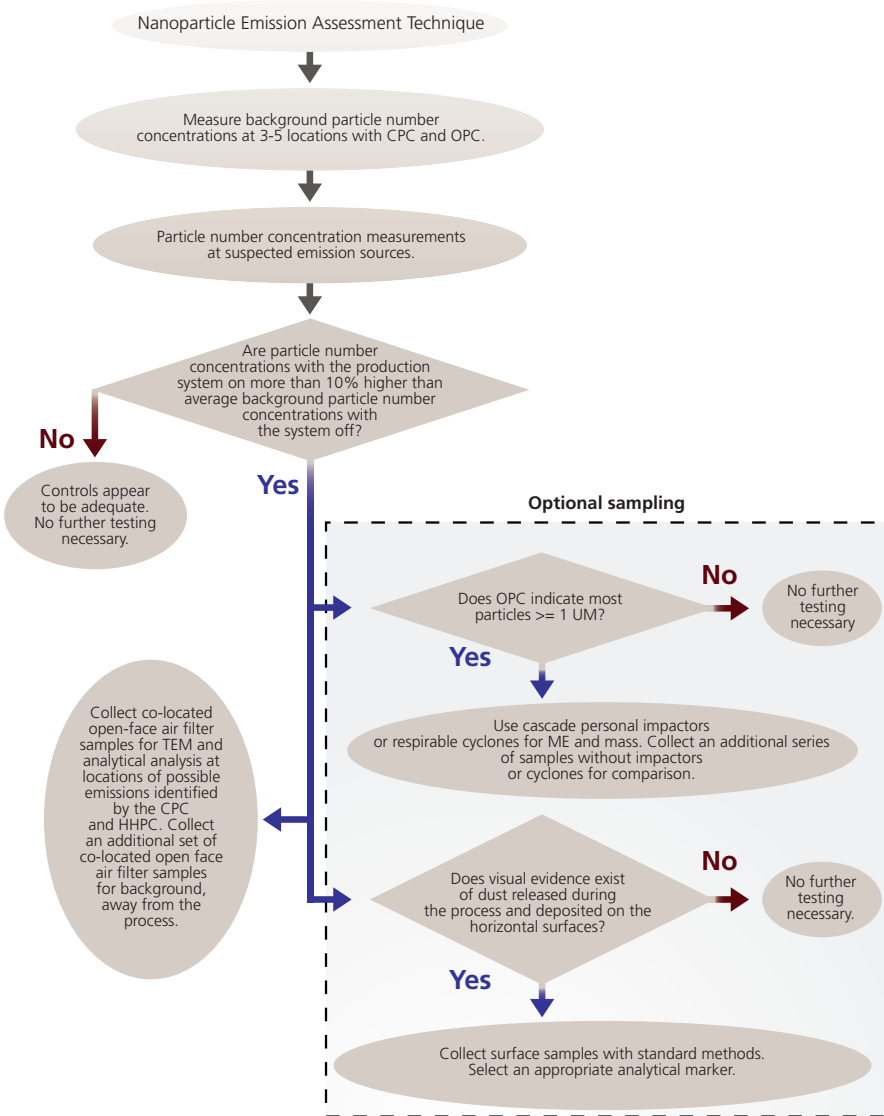 Nanoparticle Emission Assessment Technique
Measure background particle number
concentrations at 3-5 locations with CPC and OPC.
Particle number concentration measurements
at suspected emission sources.
Are particle number
concentrations with the production
system on more than 10% higher than
average background particle number
concentrations with
the system off?
No
Controls appear
to be adequate.
No further testing
necessary.
Yes
Optional sampling
Does OPC indicate most
particles >= 1 UM?
No
No further
testing
necessary
Yes
Use cascade personal impactors
or respirable cyclones for ME and mass. Collect an additional series
of samples without impactors
or cyclones for comparison.
Collect co-located
open-face air filter
samples for TEM and
analytical analysis at
locations of possible
emissions identified
by the CPC
and HHPC. Collect
an additional set of
co-located open face
air filter samples
for background,
away from the
process.
Does visual evidence exist
of dust released during
the process and deposited on the
horizontal surfaces?
No
No further
testing
necessary.
Yes
Collect surface samples with standard methods.
Select an appropriate analytical marker.